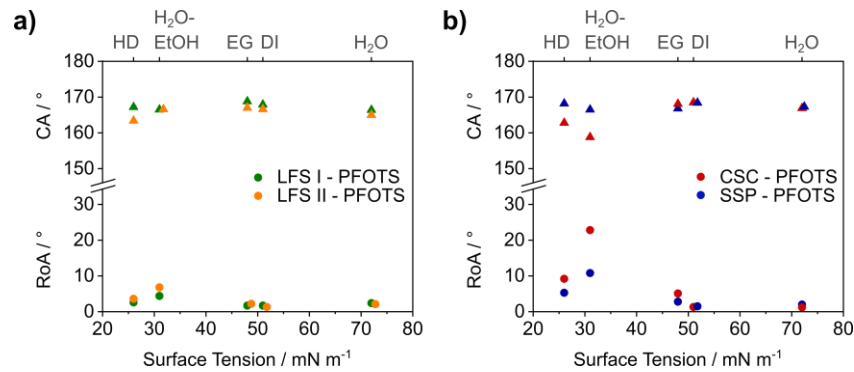 a)
H₂O-
HD EtOH EG DI H₂O
CA / °
170
160
150
LFS I - PFOTS
LFS II - PFOTS
RoA / °
30
20
10
0
20 30 40 50 60 70 80
Surface Tension / mN m⁻¹
b)
H₂O-
HD EtOH EG DI H₂O
CA / °
170
160
150
CSC - PFOTS
SSP - PFOTS
RoA / °
30
20
10
0
20 30 40 50 60 70 80
Surface Tension / mN m⁻¹